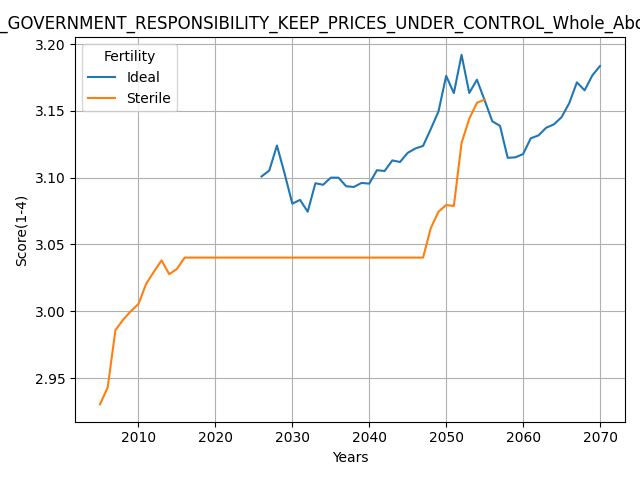 _GOVERNMENT_RESPONSIBILITY_KEEP_PRICES_UNDER_CONTROL_Whole_Abo
Fertility
Ideal
Sterile
3.20
3.15
3.10
3.05
3.00
2.95
Score(1-4)
2010 2020 2030 2040 2050 2060 2070
Years